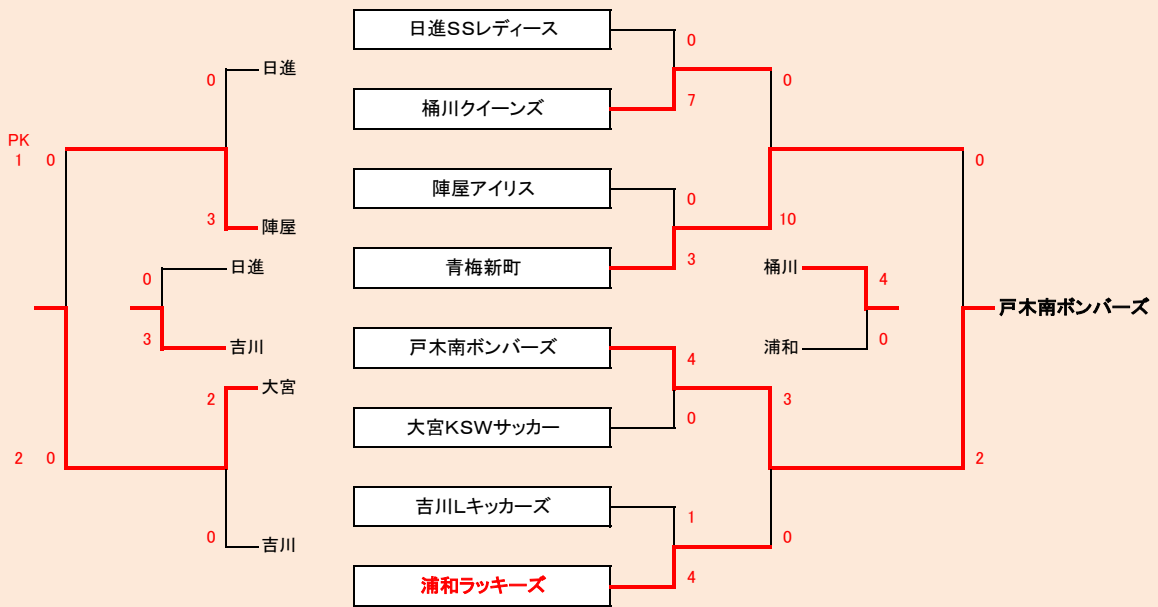 日進SSレディース
0
日進
0
0
0
桶川クイーンズ
7
PK
1 0
0
陣屋アイリス
0
3
陣屋
10
青梅新町
3
日進
0
桶川
4
戸木南ボンバーズ
3
吉川
戸木南ボンバーズ
4
浦和
0
大宮
2
3
大宮KSWサッカー
0
2 0
2
吉川Lキッカーズ
1
0
吉川
0
浦和ラッキーズ
4